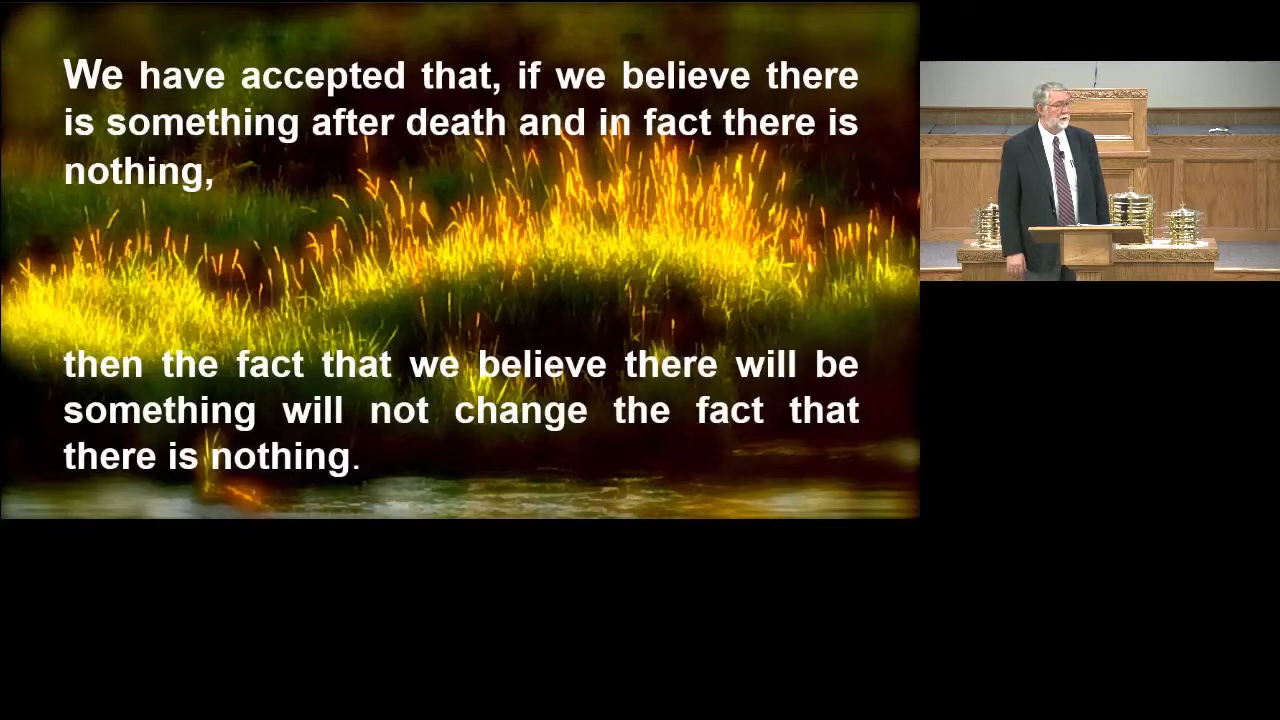 We have accepted that, if we believe there
is something after death and in fact there is
nothing,
then the fact that we believe there will be
something will not change the fact that
there is nothing.